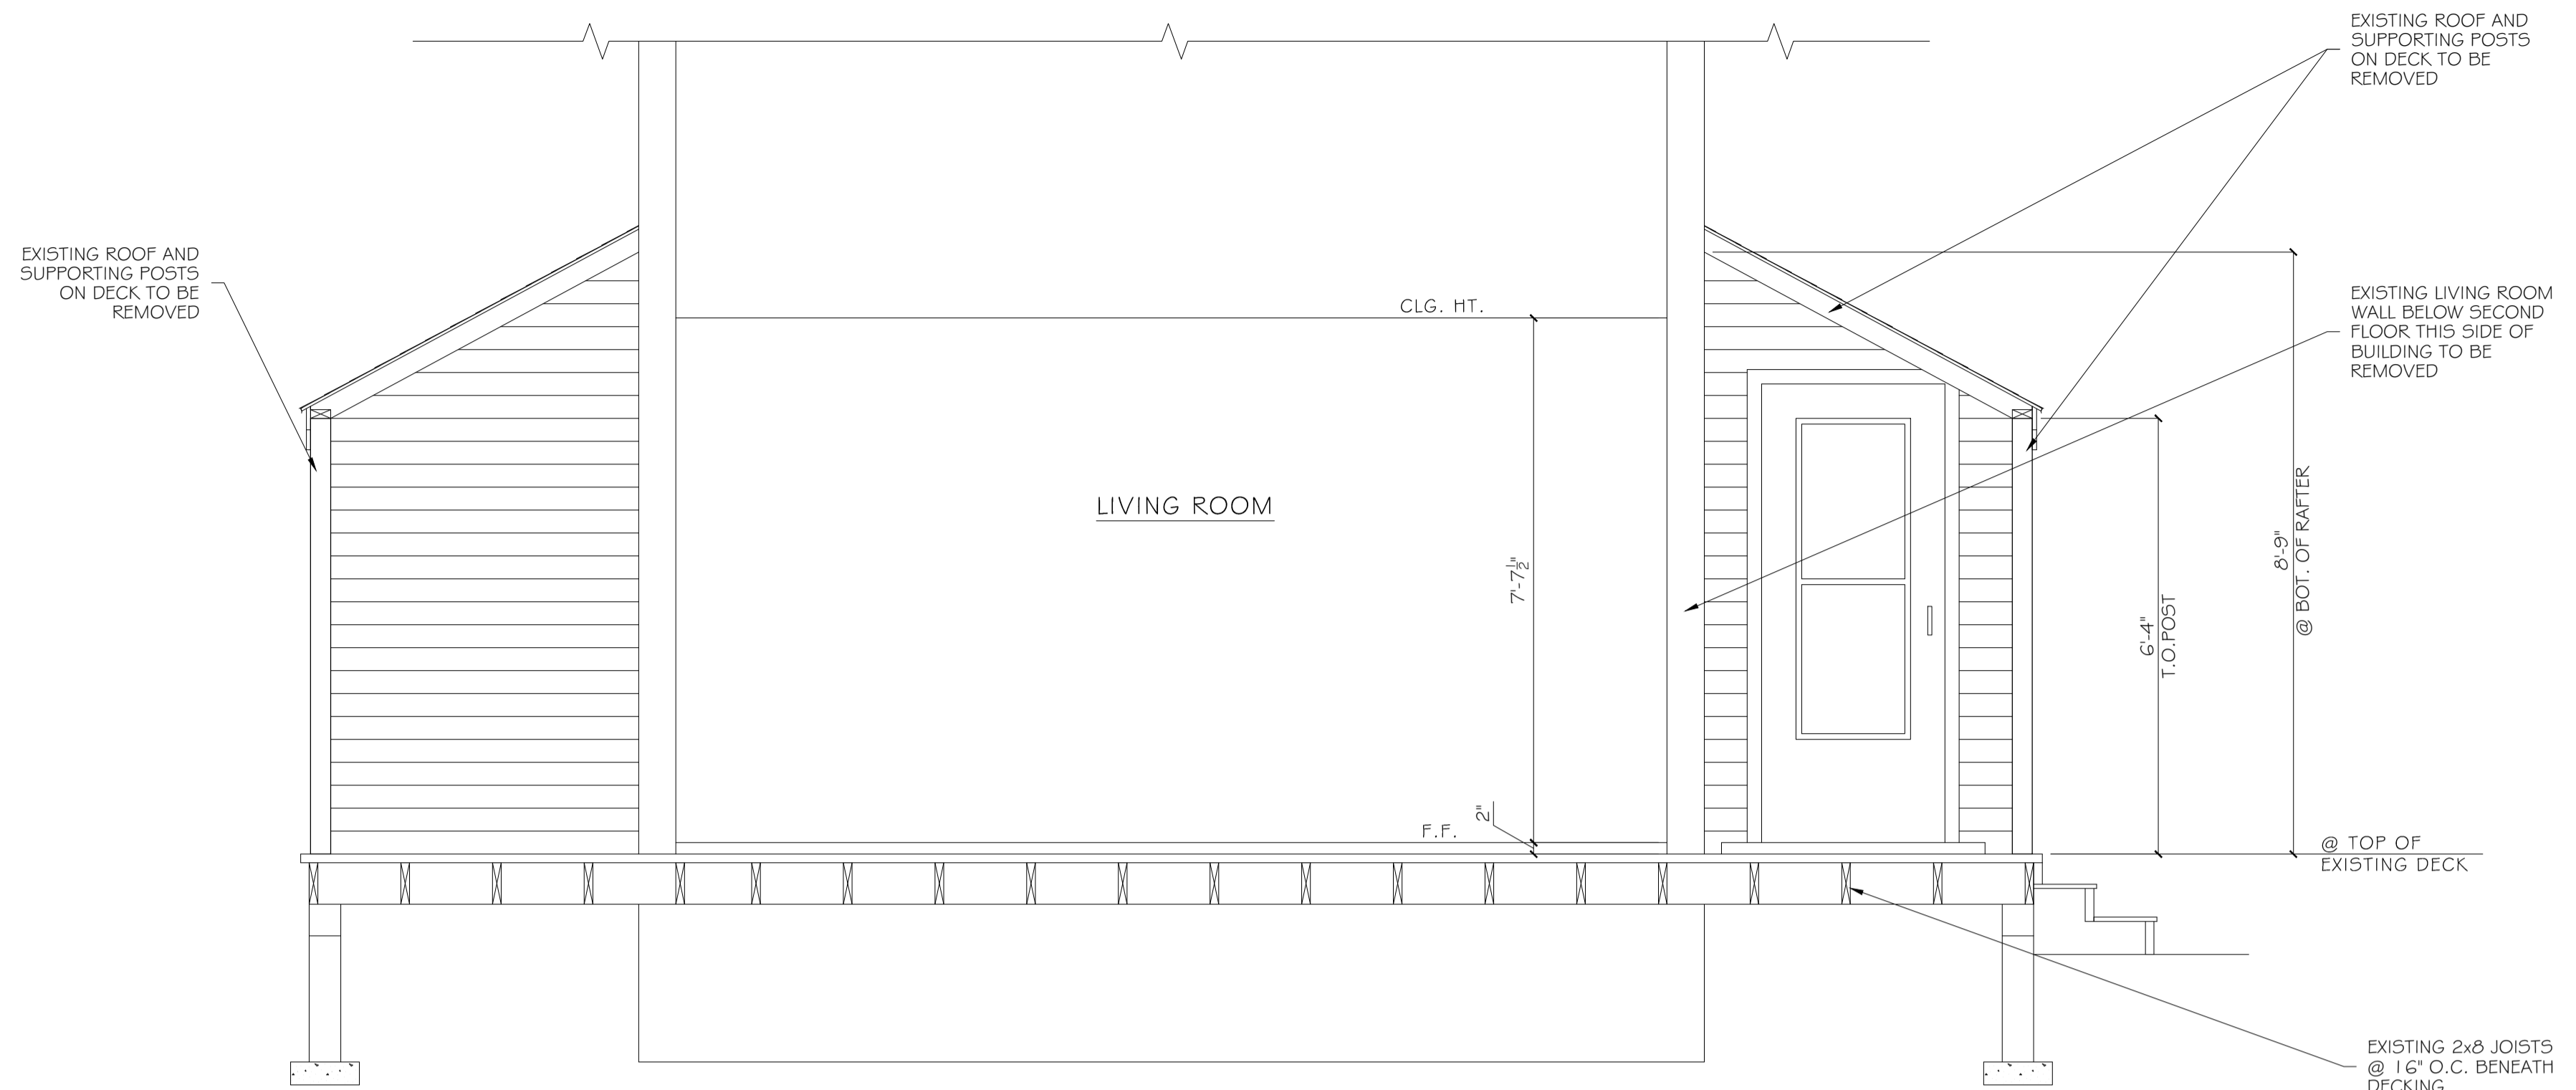 EXISTING ROOF AND
SUPPORTING POSTS
ON DECK TO BE
REMOVED
EXISTING ROOF AND
SUPPORTING POSTS
ON DECK TO BE
REMOVED
EXISTING LIVING ROOM
WALL BELOW SECOND
FLOOR THIS SIDE OF
BUILDING TO BE
REMOVED
CLG. HT.
LIVING ROOM
7'-7½"
2"
F.F.
6'-4"
T.O.POST
8'-9"
@ BOT. OF RAFTER
@ TOP OF
EXISTING DECK
EXISTING 2x8 JOISTS
@ 16" O.C. BENEATH
DECKING